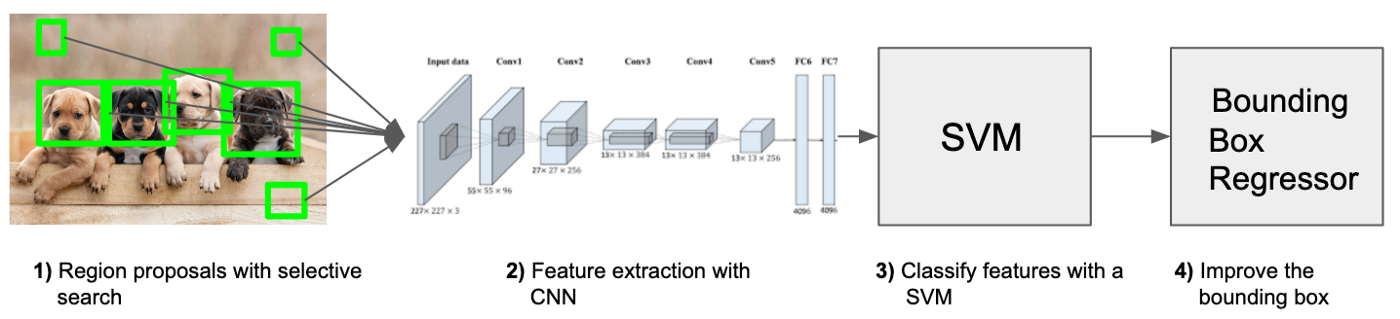 Input data Conv1 Conv2 Conv3 Conv4 Conv5 FC6 FC7
227× 227 × 3
55× 55 × 96
27× 27 × 256
13× 13 × 384
13× 13 × 384
13× 13 × 256
4096
4096
SVM
Bounding
Box
Regressor
1) Region proposals with selective
search
2) Feature extraction with
CNN
3) Classify features with a
SVM
4) Improve the
bounding box